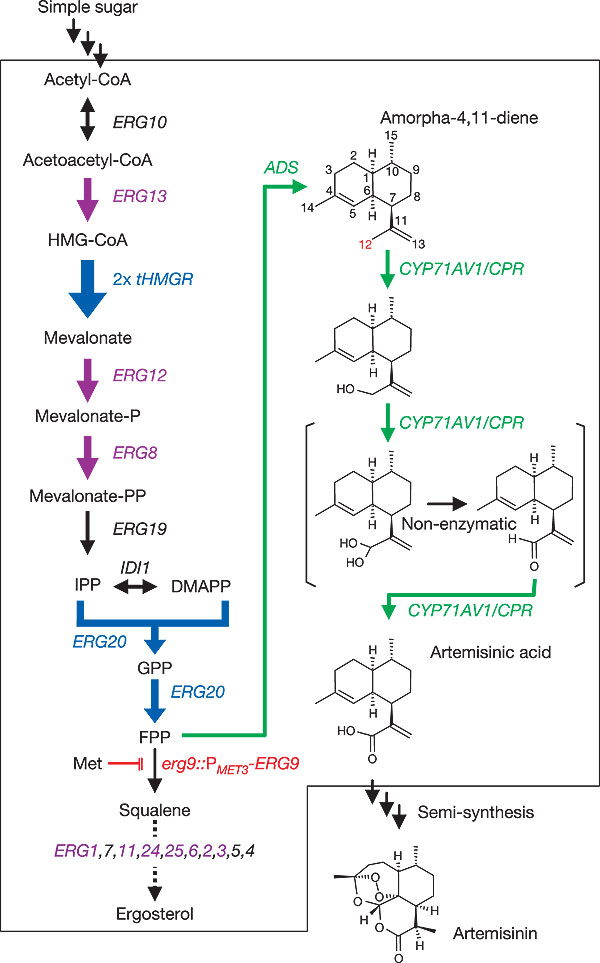 Simple sugar
Acetyl-CoA
ERG10
Acetoacetyl-CoA
ERG13
HMG-CoA
2x tHMGR
Mevalonate
ERG12
Mevalonate-P
ERG8
Mevalonate-PP
ERG19
IPP
IDI1
DMAPP
ERG20
GPP
ERG20
FPP
Met
erg9::PMET3-ERG9
Squalene
ERG1,7,11,24,25,6,2,3,5,4
Ergosterol
ADS
Amorpha-4,11-diene
15
2
H
3
1
10
9
4
6
7
8
14
5
H
11
12
13
CYP71AV1/CPR
H
H
HO
CYP71AV1/CPR
H
H
HO
HO
Non-enzymatic
H
H
H
O
CYP71AV1/CPR
Artemisinic acid
H
H
HO
O
Semi-synthesis
H
O
O
O
H
O
H
O
H
Artemisinin